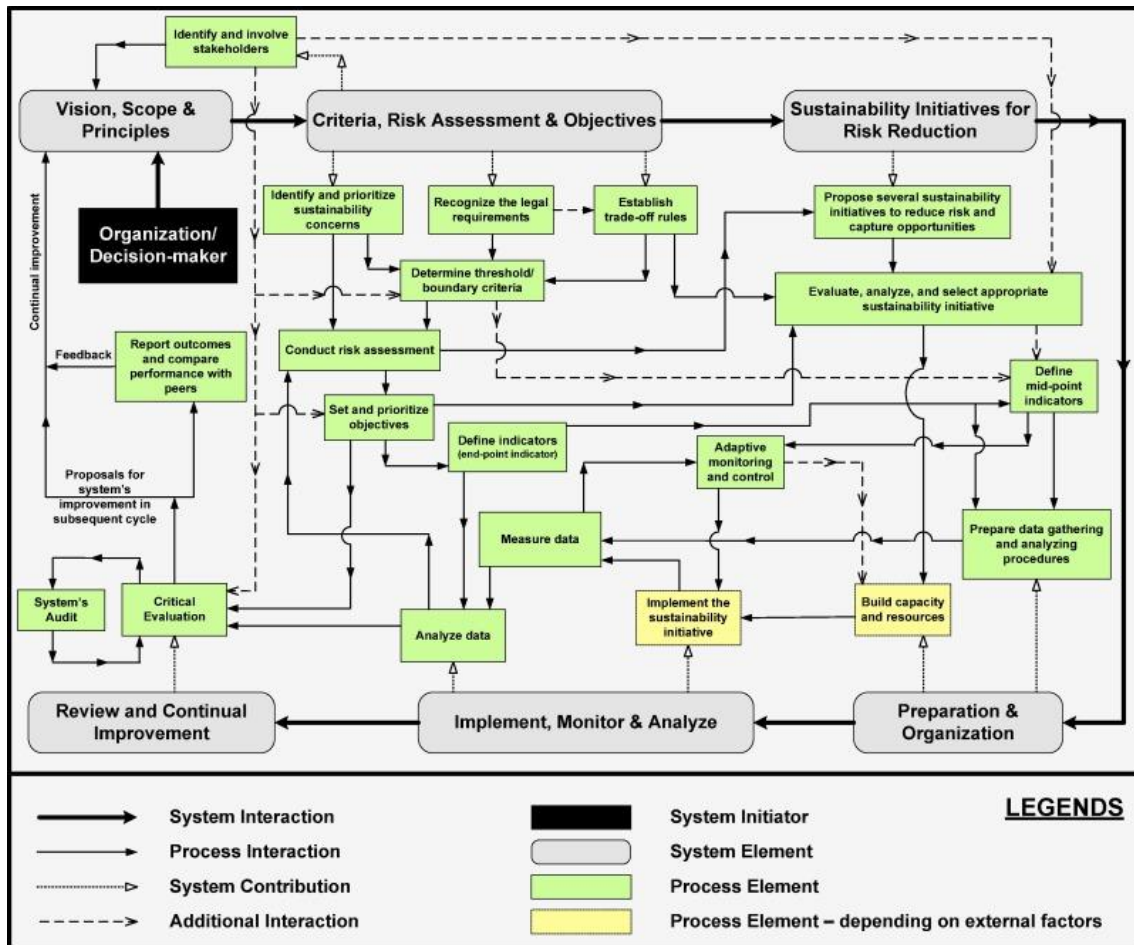 Identify and involve
stakeholders
Vision, Scope &
Principles
Criteria, Risk Assessment & Objectives
Sustainability Initiatives for
Risk Reduction
Continual improvement
Organization/
Decision-maker
Identify and prioritize
sustainability
concerns
Recognize the legal
requirements
Establish
trade-off rules
Propose several sustainability
initiatives to reduce risk and
capture opportunities
Determine threshold/
boundary criteria
Evaluate, analyze, and select appropriate
sustainability initiative
Feedback
Report outcomes
and compare
performance with
peers
Conduct risk assessment
Define
mid-point
indicators
Set and prioritize
objectives
Define indicators
(end-point indicator)
Adaptive
monitoring
and control
Proposals for
system's
improvement in
subsequent cycle
Measure data
Prepare data gathering
and analyzing
procedures
System's
Audit
Critical
Evaluation
Analyze data
Implement the
sustainability
initiative
Build capacity
and resources
Review and Continual
Improvement
Implement, Monitor & Analyze
Preparation &
Organization
LEGENDS
System Interaction
System Initiator
Process Interaction
System Element
System Contribution
Process Element
Additional Interaction
Process Element – depending on external factors